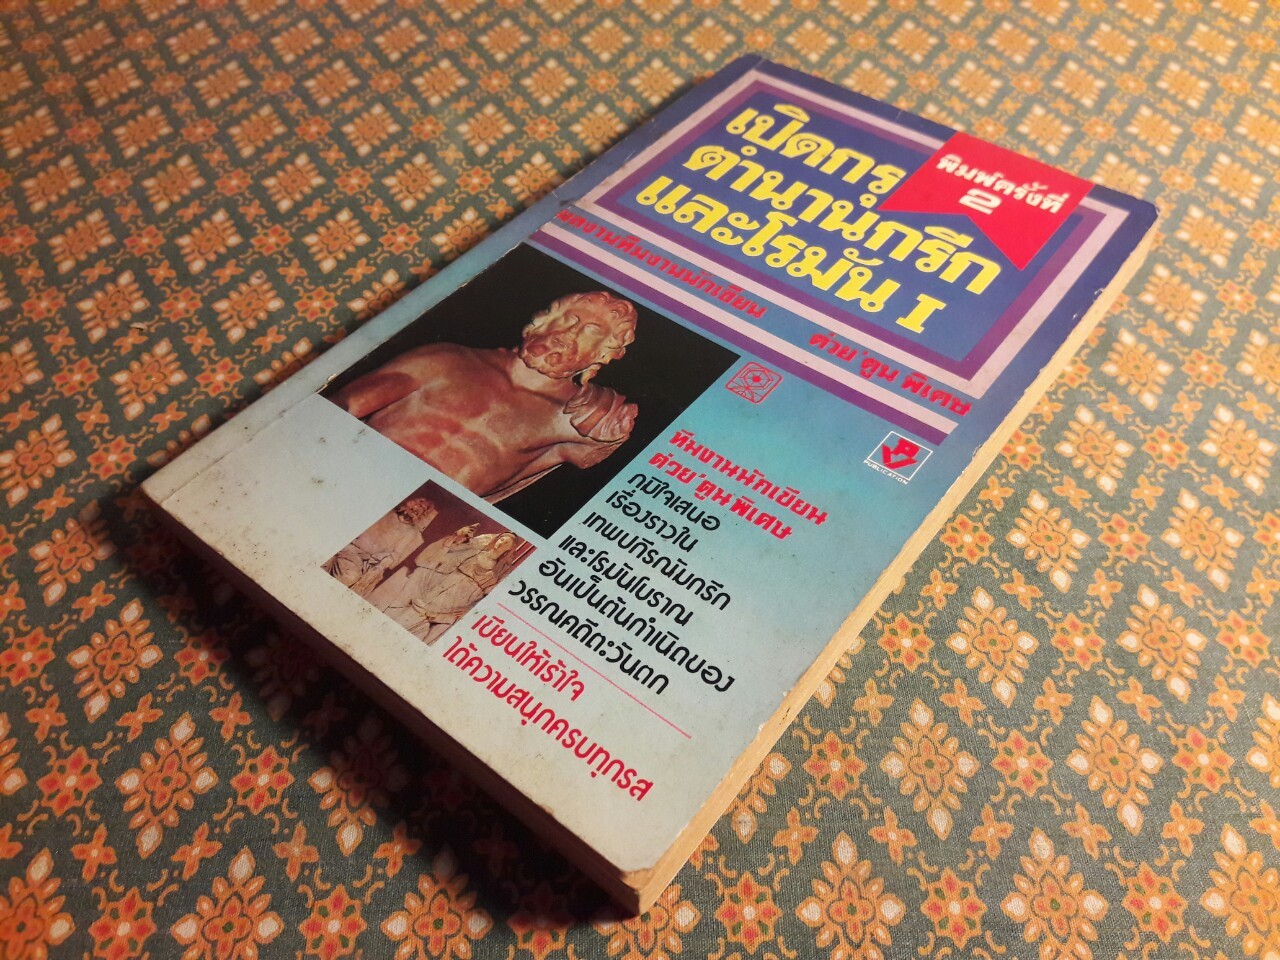 เปิดกรุ
ตำนานกรีก
และโรมัน I
พิมพ์ครั้งที่
2
ผลงานทีมงานนักเขียน ต่วย'ตูน พิเศษ
PUBLICATION
ทีมงานนักเขียน
ต่วย'ตูน พิเศษ
ภูมิใจเสนอ
เรื่องราวใน
เทพปกีรณัมกรีก
และโรมันโบราณ
อันเป็นต้นกำเนิดของ
วรรณคดีตะวันตก
เขียนให้เร้าใจ
ได้ความสนุกครบทุกรส